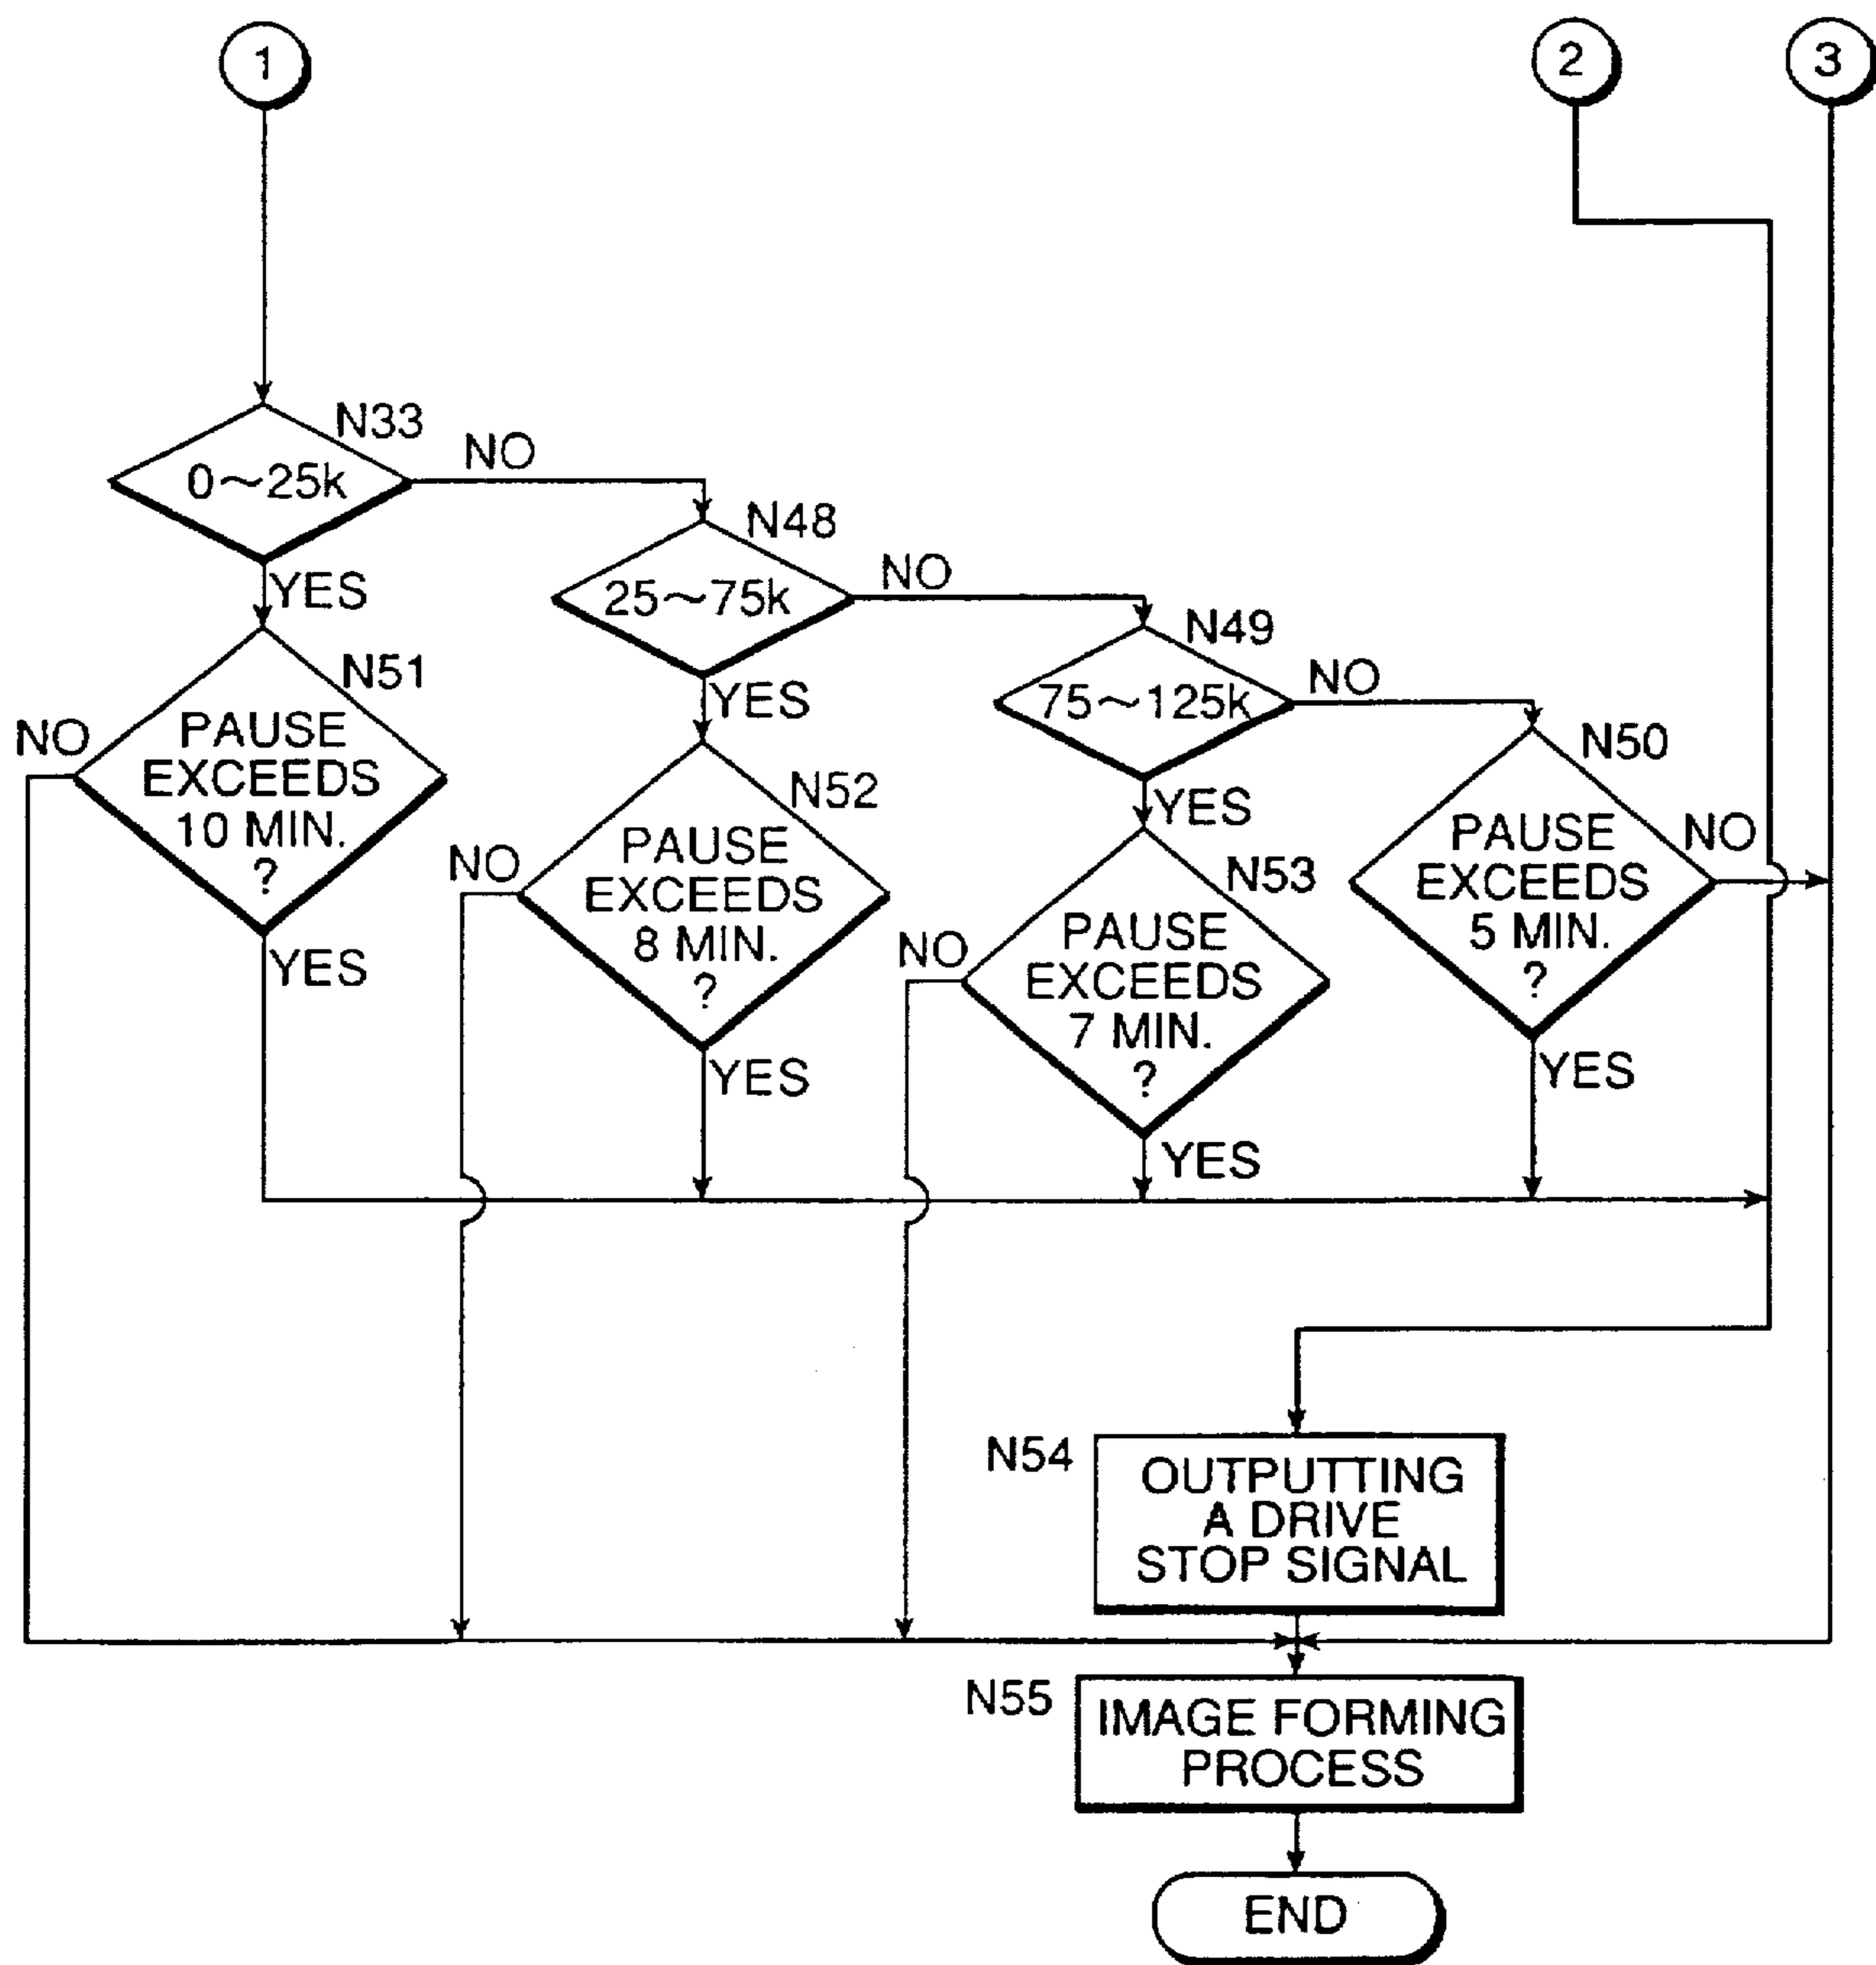 1
2
3
N33
0~25k
NO
YES
N48
25~75k
NO
YES
N49
75~125k
NO
YES
N51
PAUSE
EXCEEDS
10 MIN.
?
NO
YES
N52
PAUSE
EXCEEDS
8 MIN.
?
NO
YES
N53
PAUSE
EXCEEDS
7 MIN.
?
NO
YES
N50
PAUSE
EXCEEDS
5 MIN.
?
NO
YES
N54
OUTPUTTING
A DRIVE
STOP SIGNAL
N55
IMAGE FORMING
PROCESS
END